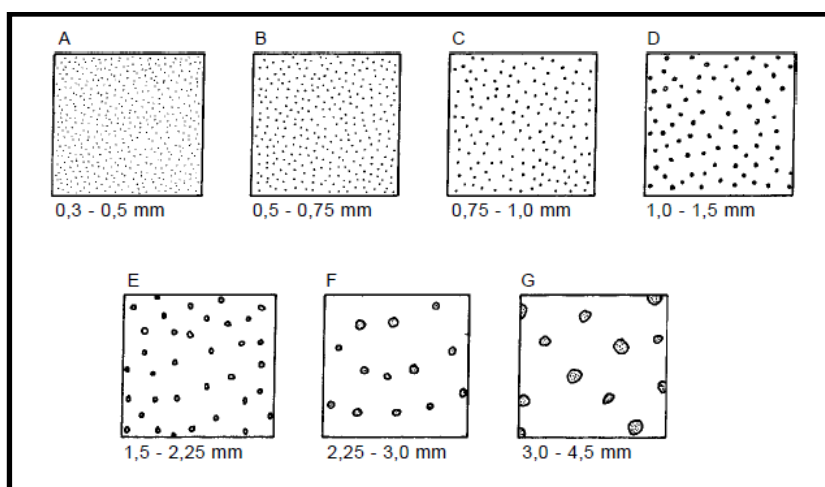 A B C D
0,3 - 0,5 mm 0,5 - 0,75 mm 0,75 - 1,0 mm 1,0 - 1,5 mm
E F G
1,5 - 2,25 mm 2,25 - 3,0 mm 3,0 - 4,5 mm